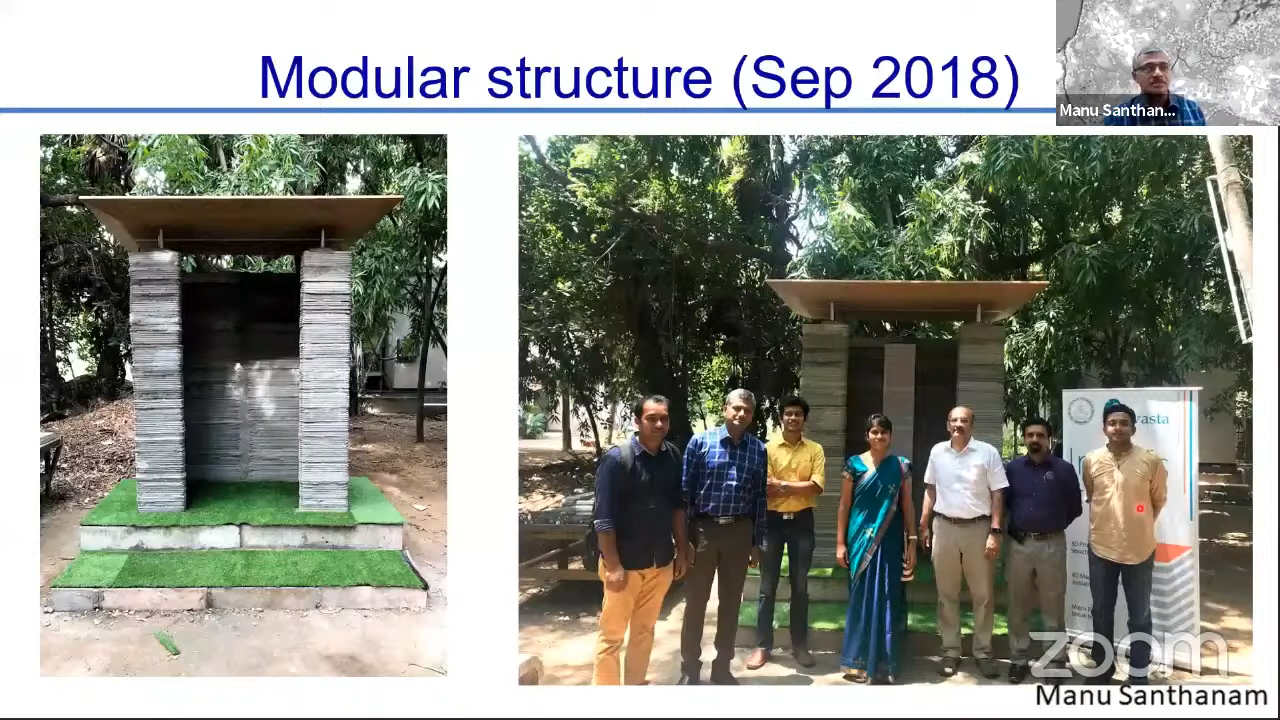 Modular structure (Sep 2018)
Manu Santhan...
vasta
zoom
Manu Santhanam